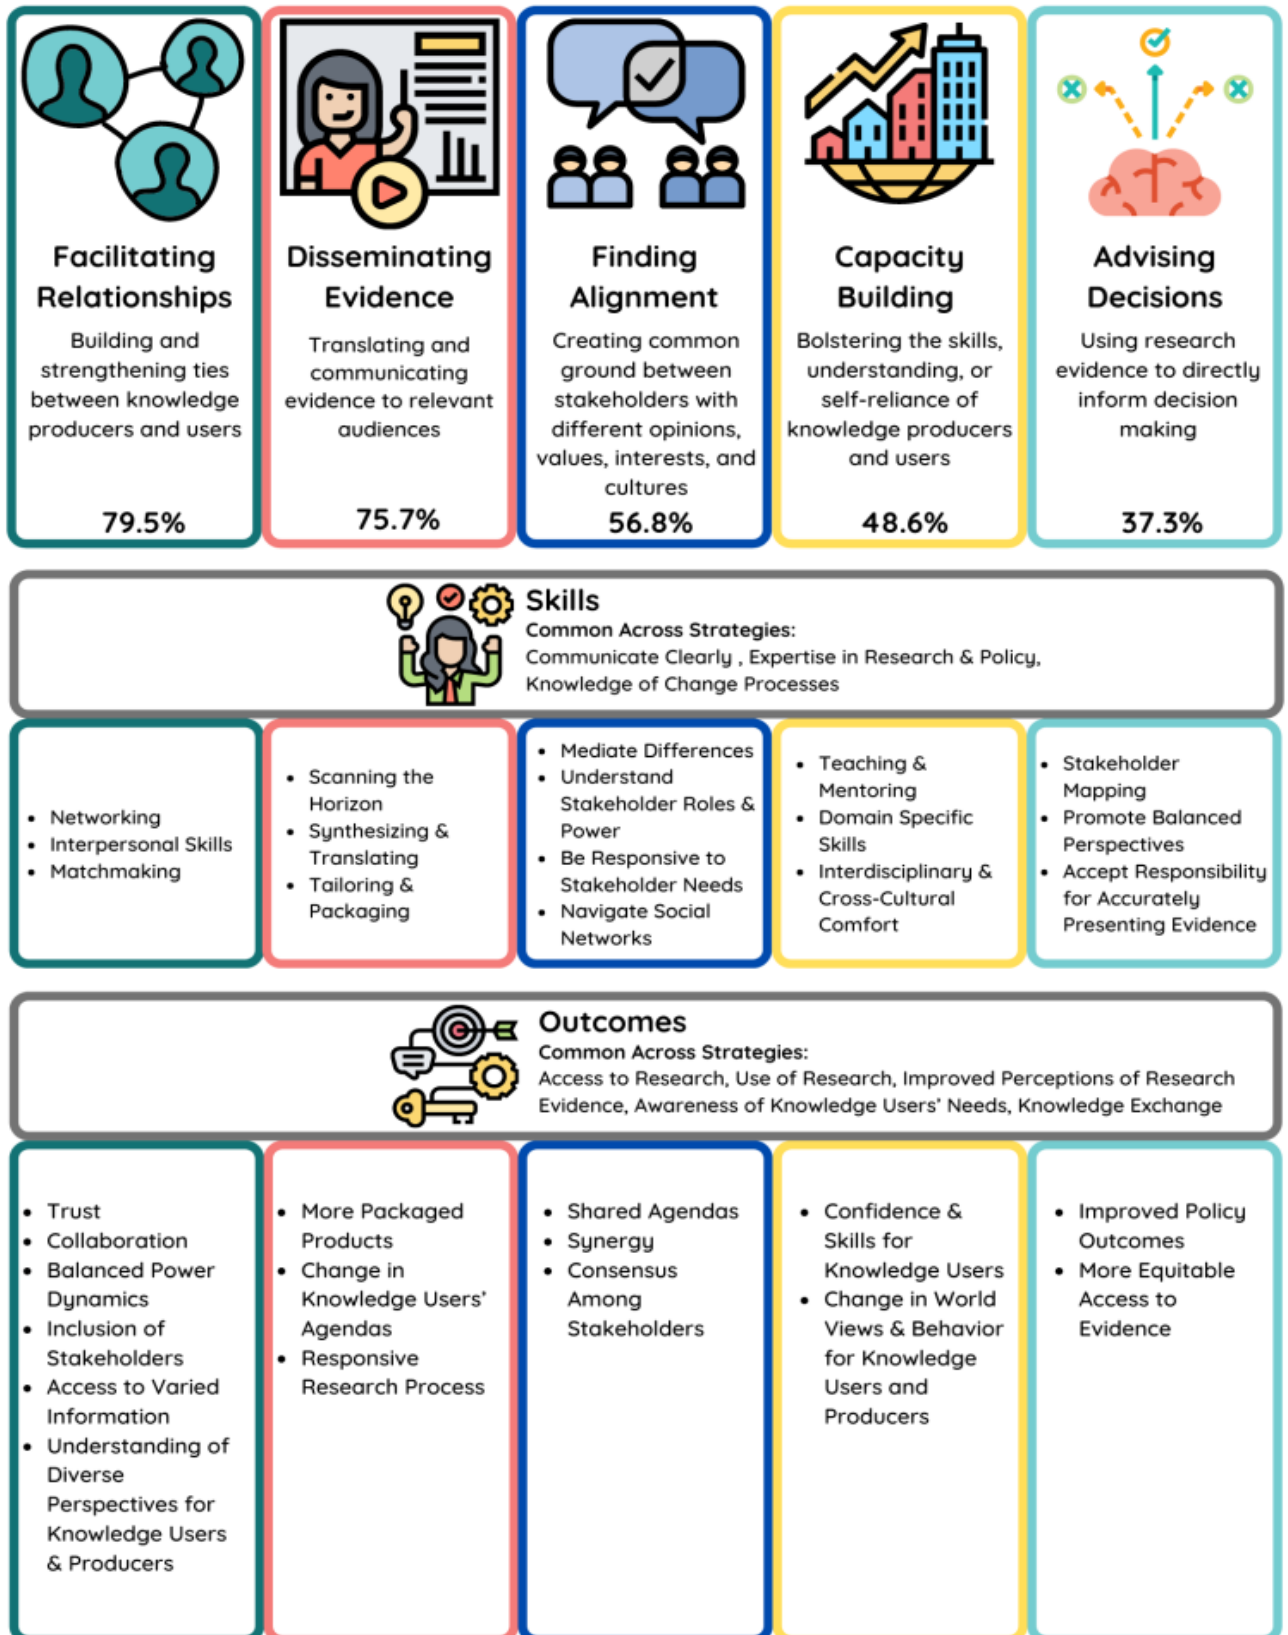 Facilitating
Relationships
Building and
strengthening ties
between knowledge
producers and users
79.5%
Disseminating
Evidence
Translating and
communicating
evidence to relevant
audiences
75.7%
Finding
Alignment
Creating common
ground between
stakeholders with
different opinions,
values, interests, and
cultures
56.8%
Capacity
Building
Bolstering the skills,
understanding, or
self-reliance of
knowledge producers
and users
48.6%
Advising
Decisions
Using research
evidence to directly
inform decision
making
37.3%
Skills
Common Across Strategies:
Communicate Clearly , Expertise in Research & Policy,
Knowledge of Change Processes
• Networking
• Interpersonal Skills
• Matchmaking
• Scanning the
Horizon
• Synthesizing &
Translating
• Tailoring &
Packaging
• Mediate Differences
• Understand
Stakeholder Roles &
Power
• Be Responsive to
Stakeholder Needs
• Navigate Social
Networks
• Teaching &
Mentoring
• Domain Specific
Skills
• Interdisciplinary &
Cross-Cultural
Comfort
• Stakeholder
Mapping
• Promote Balanced
Perspectives
• Accept Responsibility
for Accurately
Presenting Evidence
Outcomes
Common Across Strategies:
Access to Research, Use of Research, Improved Perceptions of Research
Evidence, Awareness of Knowledge Users' Needs, Knowledge Exchange
• Trust
• Collaboration
• Balanced Power
Dynamics
• Inclusion of
Stakeholders
• Access to Varied
Information
• Understanding of
Diverse
Perspectives for
Knowledge Users
& Producers
• More Packaged
Products
• Change in
Knowledge Users'
Agendas
• Responsive
Research Process
• Shared Agendas
• Synergy
• Consensus
Among
Stakeholders
• Confidence &
Skills for
Knowledge Users
• Change in World
Views & Behavior
for Knowledge
Users and
Producers
• Improved Policy
Outcomes
• More Equitable
Access to
Evidence